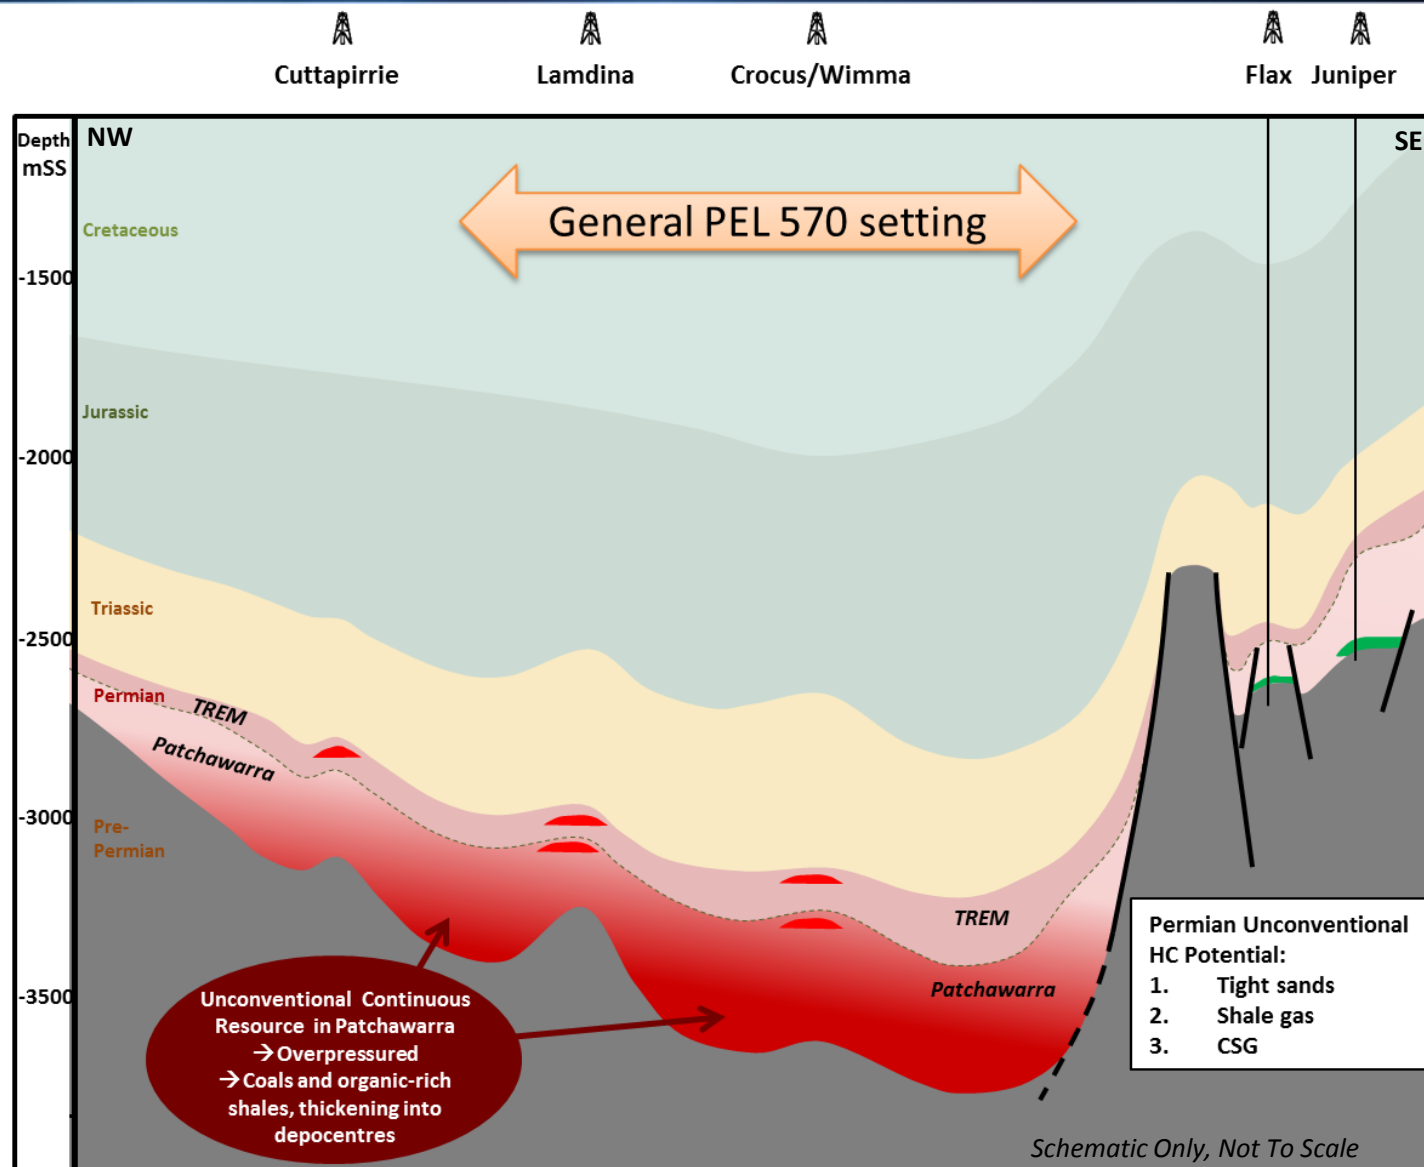 Cuttapirrie
Lamdina
Crocus/Wimma
Flax
Juniper
Depth
mSS
NW
SE
General PEL 570 setting
Cretaceous
-1500
Jurassic
-2000
Triassic
-2500
Permian
TREM
Patchawarra
-3000
Pre-
Permian
TREM
Patchawarra
-3500
Unconventional Continuous
Resource in Patchawarra
→ Overpressured
→ Coals and organic-rich
shales, thickening into
depocentres
Permian Unconventional
HC Potential:
1. Tight sands
2. Shale gas
3. CSG
Schematic Only, Not To Scale